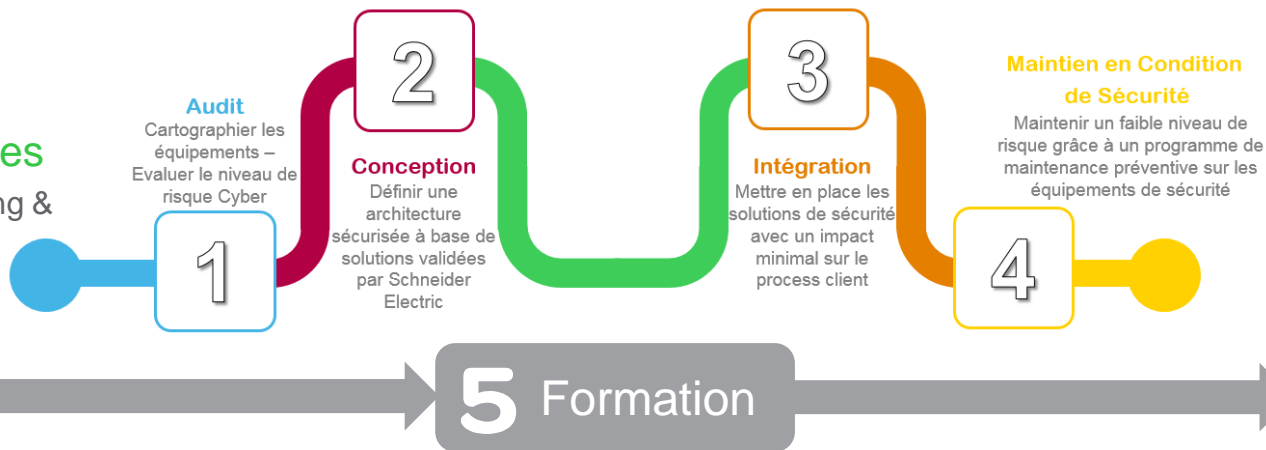 es
ng &
1
Audit
Cartographier les
équipements –
Evaluer le niveau de
risque Cyber
2
Conception
Définir une
architecture
sécurisée à base de
solutions validées
par Schneider
Electric
3
Intégration
Mettre en place les
solutions de sécurité
avec un impact
minimal sur le
process client
4
Maintien en Condition
de Sécurité
Maintenir un faible niveau de
risque grâce à un programme de
maintenance préventive sur les
équipements de sécurité
5 Formation